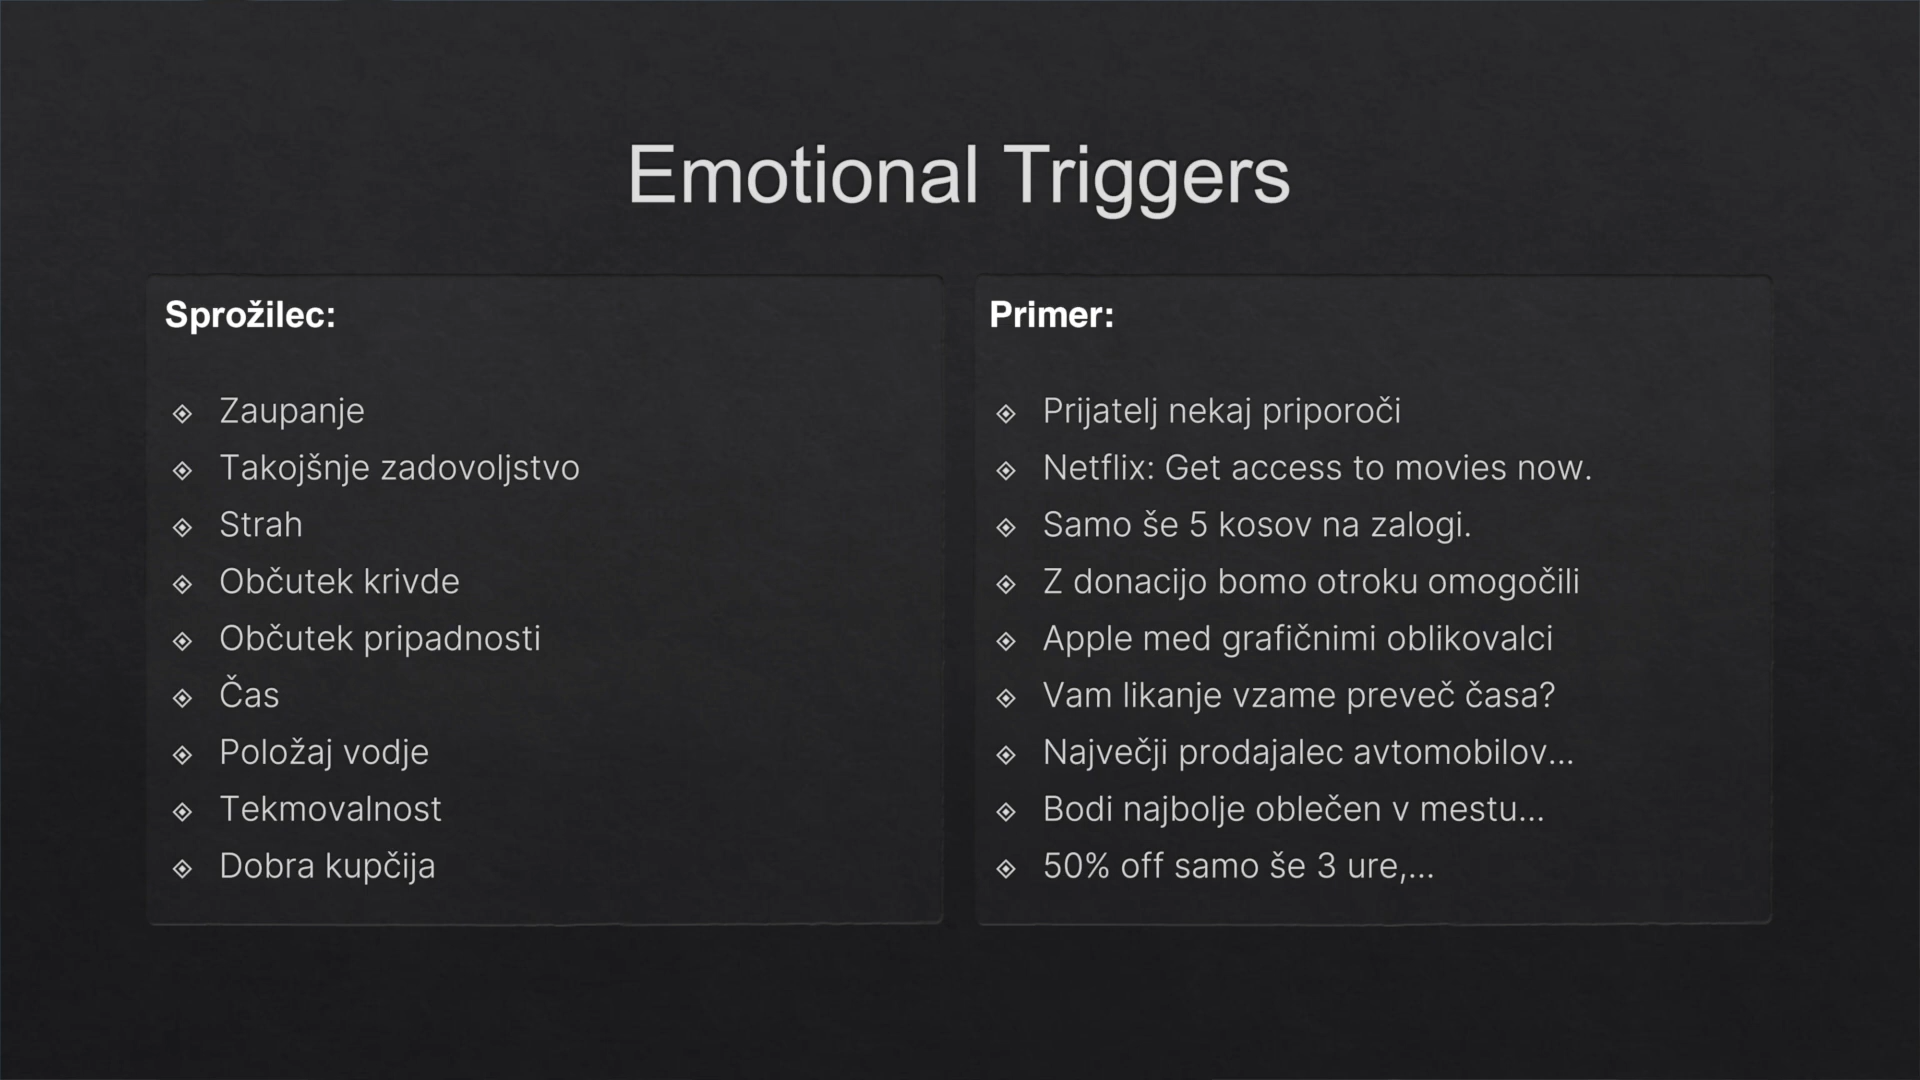 Emotional Triggers
Sprožilec:
Zaupanje
Takojšnje zadovoljstvo
Strah
Občutek krivde
Občutek pripadnosti
Čas
Položaj vodje
Tekmovalnost
Dobra kupčija
Primer:
Prijatelj nekaj priporoči
Netflix: Get access to movies now.
Samo še 5 kosov na zalogi.
Z donacijo bomo otroku omogočili
Apple med grafičnimi oblikovalci
Vam likanje vzame preveč časa?
Največji prodajalec avtomobilov...
Bodi najbolje oblečen v mestu...
50% off samo še 3 ure,...